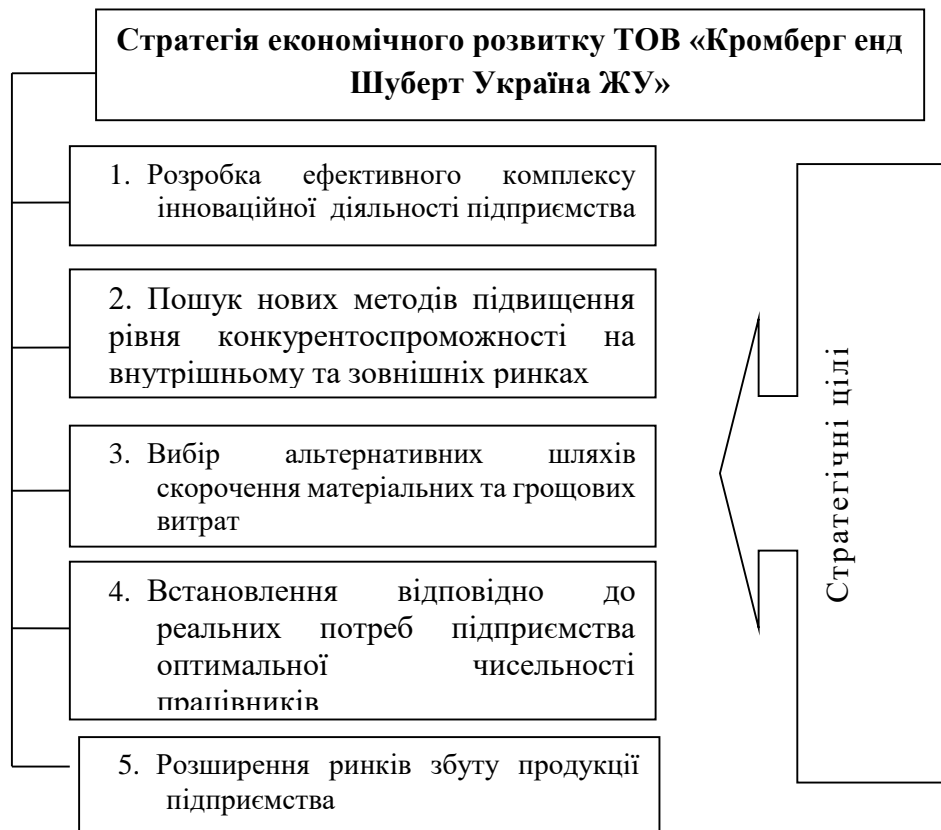 Стратегія економічного розвитку ТОВ «Кромберг енд
Шуберт Україна ЖУ»
1. Розробка ефективного комплексу
інноваційної діяльності підприємства
2. Пошук нових методів підвищення
рівня конкурентоспроможності на
внутрішньому та зовнішніх ринках
3. Вибір альтернативних шляхів
скорочення матеріальних та грощових
витрат
4. Встановлення відповідно до
реальних потреб підприємства
оптимальної чисельності
працівників
5. Розширення ринків збуту продукції
підприємства
Стратегічні цілі